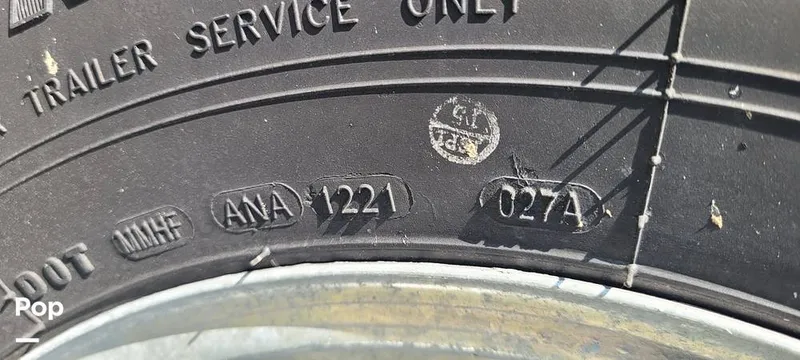 TRAILER SERVICE ONLY
DOT MMHF ANA 1221 027A
Pop